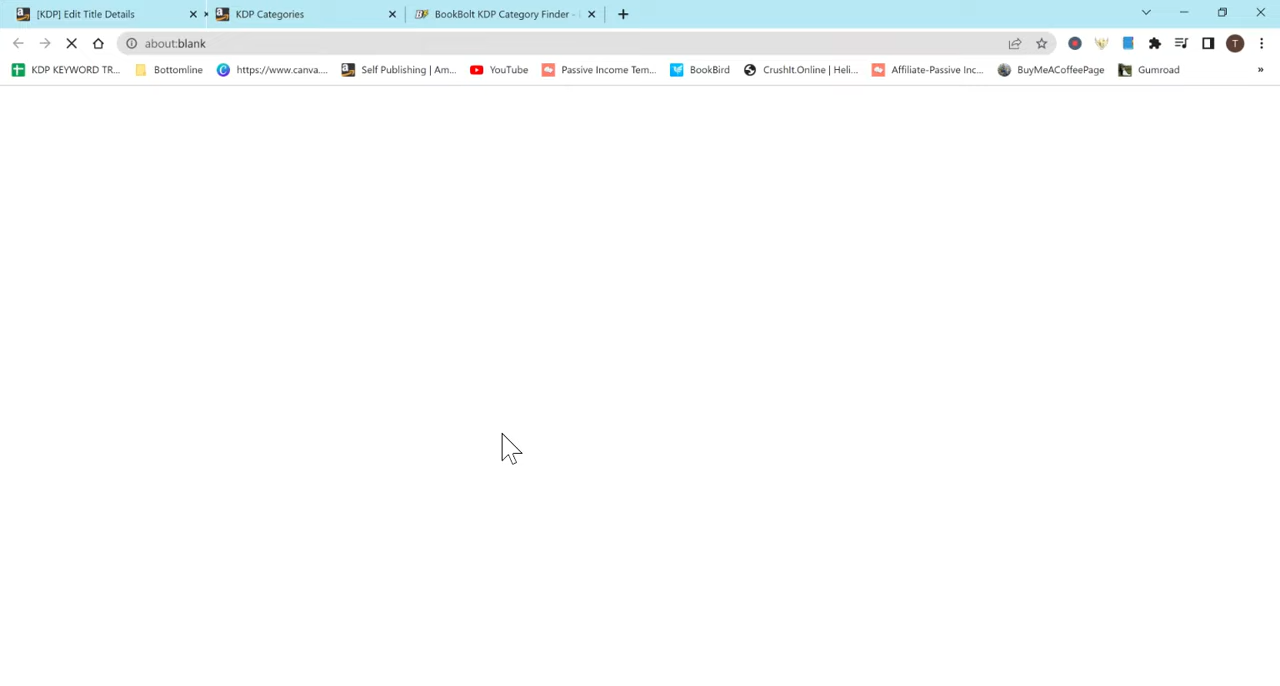 [KDP] Edit Title Details
KDP Categories
BookBolt KDP Category Finder -
about:blank
KDP KEYWORD TR...
Bottomline
https://www.canva....
Self Publishing | Am...
YouTube
Passive Income Tem...
BookBird
CrushIt.Online | Heli...
Affiliate-Passive Inc...
BuyMeACoffeePage
Gumroad
»
T